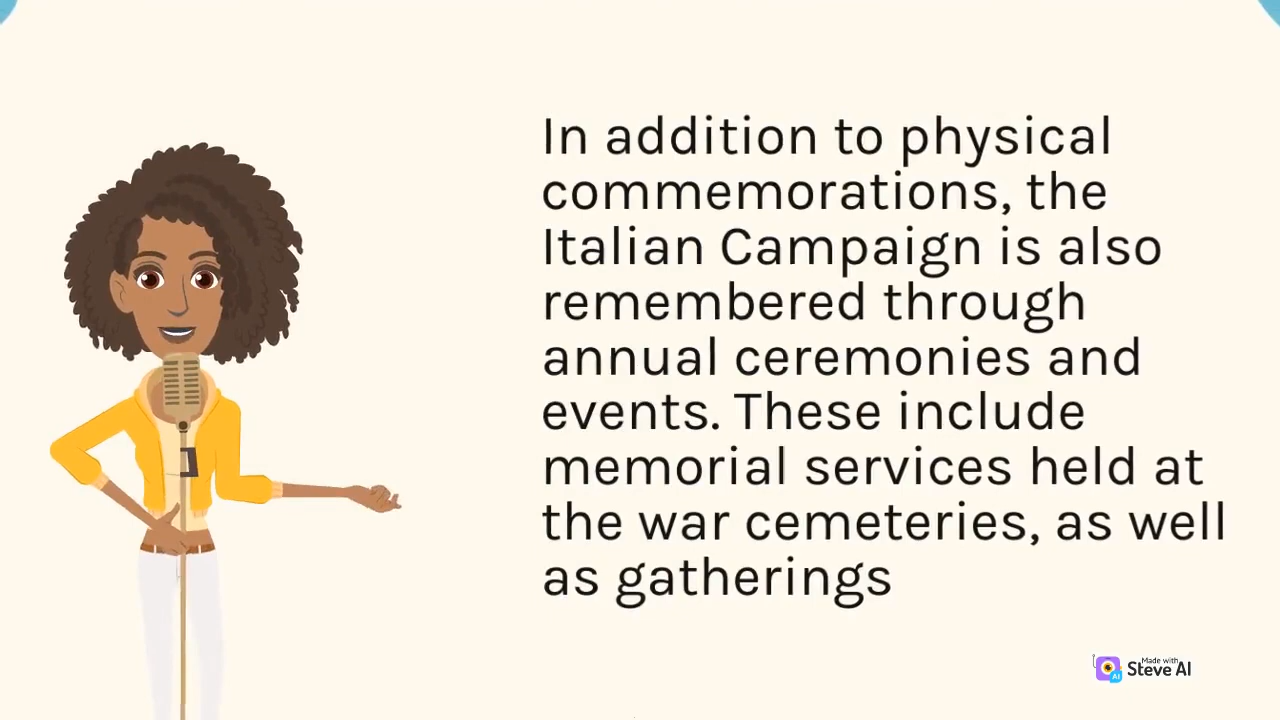 In addition to physical
commemorations, the
Italian Campaign is also
remembered through
annual ceremonies and
events. These include
memorial services held at
the war cemeteries, as well
as gatherings
Made with
Steve AI
AI